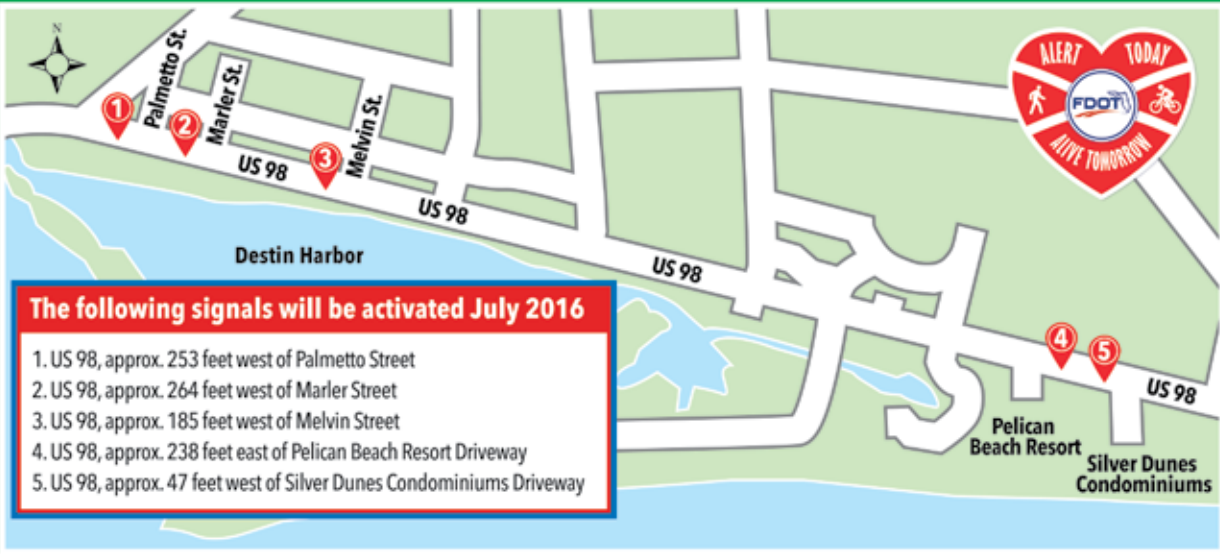 N
ALERT TODAY
FDOT
ALIVE TOMORROW
Palmetto St.
Marler St.
Melvin St.
1
2
3
US 98
US 98
US 98
Destin Harbor
4
5
US 98
Pelican
Beach Resort
Silver Dunes
Condominiums
The following signals will be activated July 2016
1. US 98, approx. 253 feet west of Palmetto Street
2. US 98, approx. 264 feet west of Marler Street
3. US 98, approx. 185 feet west of Melvin Street
4. US 98, approx. 238 feet east of Pelican Beach Resort Driveway
5. US 98, approx. 47 feet west of Silver Dunes Condominiums Driveway